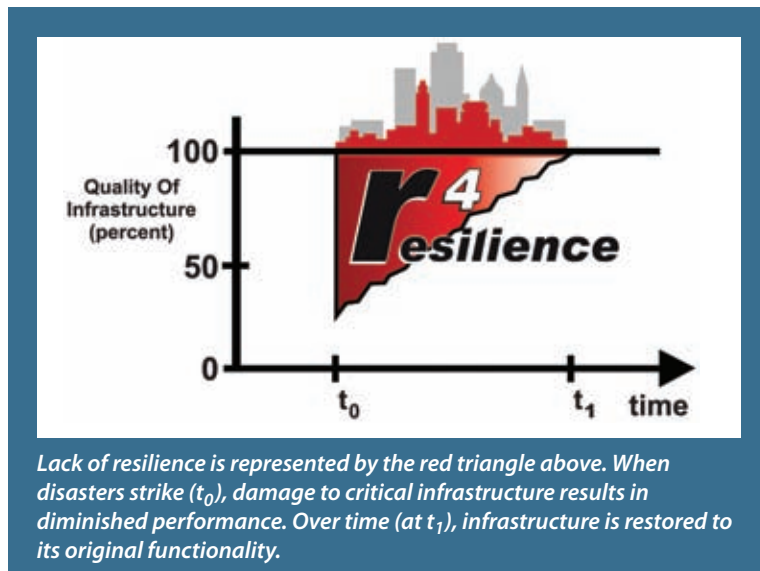 100
Quality Of
Infrastructure
(percent)
r4esilience
50
0
t0
t1 time
Lack of resilience is represented by the red triangle above. When
disasters strike (t0), damage to critical infrastructure results in
diminished performance. Over time (at t1), infrastructure is restored to
its original functionality.